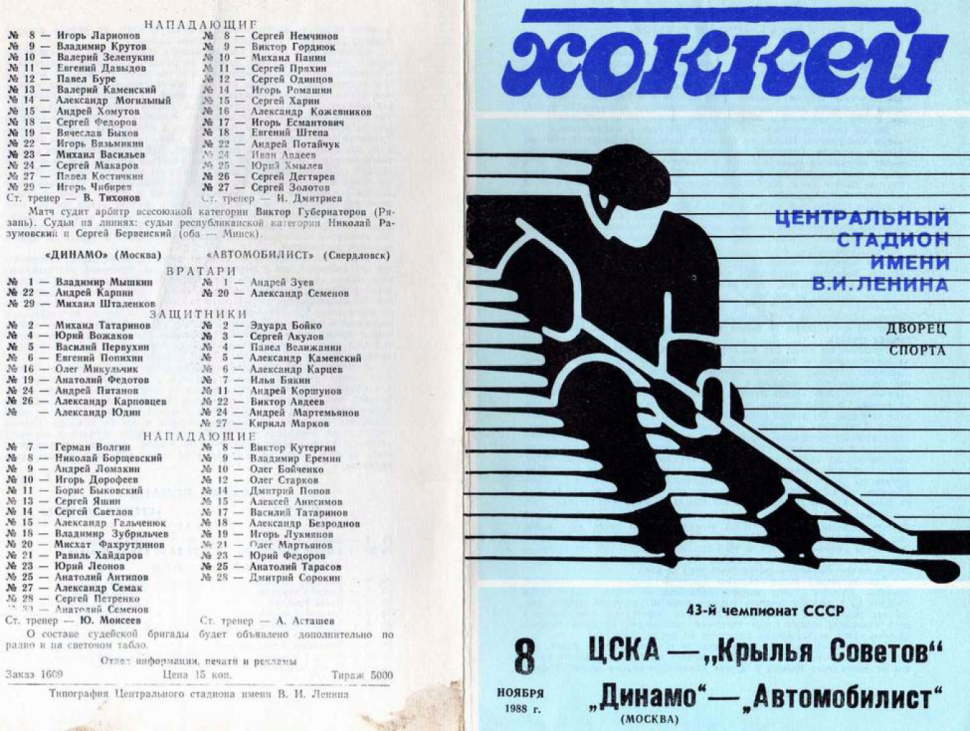 НАПАДАЮЩИЕ
№ 8 — Игорь Ларионов № 8 — Сергей Немчинов
№ 9 — Владимир Крутов № 9 — Виктор Гордиюк
№ 10 — Валерий Зелепукин № 10 — Михаил Панин
№ 11 — Евгений Давыдов № 11 — Сергей Пряхин
№ 12 — Павел Буре № 12 — Сергей Одинцов
№ 13 — Валерий Каменский № 14 — Игорь Ромашин
№ 14 — Александр Могильный № 15 — Сергей Харин
№ 15 — Андрей Хомутов № 16 — Александр Кожевников
№ 18 — Сергей Федоров № 17 — Игорь Есмантович
№ 19 — Вячеслав Быков № 18 — Евгений Штепа
№ 22 — Игорь Вязьмикин № 22 — Андрей Потайчук
№ 23 — Михаил Васильев № 24 — Иван Авдеев
№ 24 — Сергей Макаров № 25 — Юрий Хмылев
№ 27 — Павел Костичкин № 26 — Сергей Дегтярев
№ 29 — Игорь Чибирев № 27 — Сергей Золотов
Ст. тренер — В. Тихонов Ст. тренер — И. Дмитриев
Матч судит арбитр всесоюзной категории Виктор Губернаторов (Ря-
зань). Судьи на линиях: судьи республиканской категории Николай Ра-
зумовский и Сергей Бервенский (оба — Минск).
«ДИНАМО» (Москва) «АВТОМОБИЛИСТ» (Свердловск)
ВРАТАРИ
№ 1 — Владимир Мышкин № 1 — Андрей Зуев
№ 22 — Андрей Карпин № 20 — Александр Семенов
№ 29 — Михаил Шталенков
ЗАЩИТНИКИ
№ 2 — Михаил Татаринов № 2 — Эдуард Бойко
№ 4 — Юрий Вожаков № 3 — Сергей Акулов
№ 5 — Василий Первухин № 4 — Павел Велижанин
№ 6 — Евгений Попихин № 5 — Александр Каменский
№ 16 — Олег Микульчик № 6 — Александр Карцев
№ 19 — Анатолий Федотов № 7 — Илья Бякин
№ 24 — Андрей Пятанов № 11 — Андрей Коршунов
№ 26 — Александр Карповцев № 22 — Виктор Авдеев
№ — Александр Юдин № 24 — Андрей Мартемьянов
№ 27 — Кирилл Марков
НАПАДАЮЩИЕ
№ 7 — Герман Волгин № 8 — Виктор Кутергин
№ 8 — Николай Борщевский № 9 — Владимир Еремин
№ 9 — Андрей Ломакин № 10 — Олег Бойченко
№ 10 — Игорь Дорофеев № 12 — Олег Старков
№ 11 — Борис Быковский № 14 — Дмитрий Попов
№ 13 — Сергей Яшин № 15 — Алексей Анисимов
№ 14 — Сергей Светлов № 17 — Василий Татаринов
№ 15 — Александр Гальченюк № 18 — Александр Безроднов
№ 18 — Владимир Зубрильчев № 19 — Игорь Лукиянов
№ 20 — Мисхат Фахрутдинов № 21 — Олег Мартьянов
№ 21 — Равиль Хайдаров № 23 — Юрий Федоров
№ 23 — Юрий Леонов № 25 — Анатолий Тарасов
№ 25 — Анатолий Антипов № 28 — Дмитрий Сорокин
№ 27 — Александр Семак
№ 28 — Сергей Петренко
№ 30 — Анатолий Семенов
Ст. тренер — Ю. Моисеев Ст. тренер — А. Асташев
О составе судейской бригады будет объявлено дополнительно по
радио и на световом табло.
Отдел информации, печати и рекламы
Заказ 1609 Цена 15 коп. Тираж 5000
Типография Центрального стадиона имени В. И. Ленина
хоккей
ЦЕНТРАЛЬНЫЙ
СТАДИОН
ИМЕНИ
В.И.ЛЕНИНА
ДВОРЕЦ
СПОРТА
43-й чемпионат СССР
8
НОЯБРЯ
1988 г.
ЦСКА — „Крылья Советов“
„Динамо“ — „Автомобилист“
(МОСКВА)